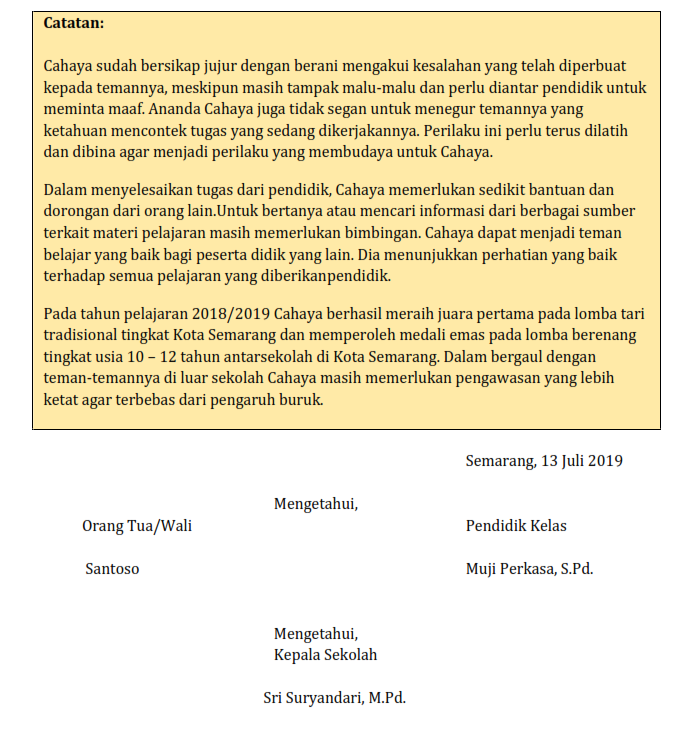 Catatan:
Cahaya sudah bersikap jujur dengan berani mengakui kesalahan yang telah diperbuat
kepada temannya, meskipun masih tampak malu-malu dan perlu diantar pendidik untuk
meminta maaf. Ananda Cahaya juga tidak segan untuk menegur temannya yang
ketahuan mencontek tugas yang sedang dikerjakannya. Perilaku ini perlu terus dilatih
dan dibina agar menjadi perilaku yang membudaya untuk Cahaya.
Dalam menyelesaikan tugas dari pendidik, Cahaya memerlukan sedikit bantuan dan
dorongan dari orang lain.Untuk bertanya atau mencari informasi dari berbagai sumber
terkait materi pelajaran masih memerlukan bimbingan. Cahaya dapat menjadi teman
belajar yang baik bagi peserta didik yang lain. Dia menunjukkan perhatian yang baik
terhadap semua pelajaran yang diberikanpendidik.
Pada tahun pelajaran 2018/2019 Cahaya berhasil meraih juara pertama pada lomba tari
tradisional tingkat Kota Semarang dan memperoleh medali emas pada lomba berenang
tingkat usia 10 – 12 tahun antarsekolah di Kota Semarang. Dalam bergaul dengan
teman-temannya di luar sekolah Cahaya masih memerlukan pengawasan yang lebih
ketat agar terbebas dari pengaruh buruk.
Semarang, 13 Juli 2019
Mengetahui,
Orang Tua/Wali Pendidik Kelas
Santoso Muji Perkasa, S.Pd.
Mengetahui,
Kepala Sekolah
Sri Suryandari, M.Pd.